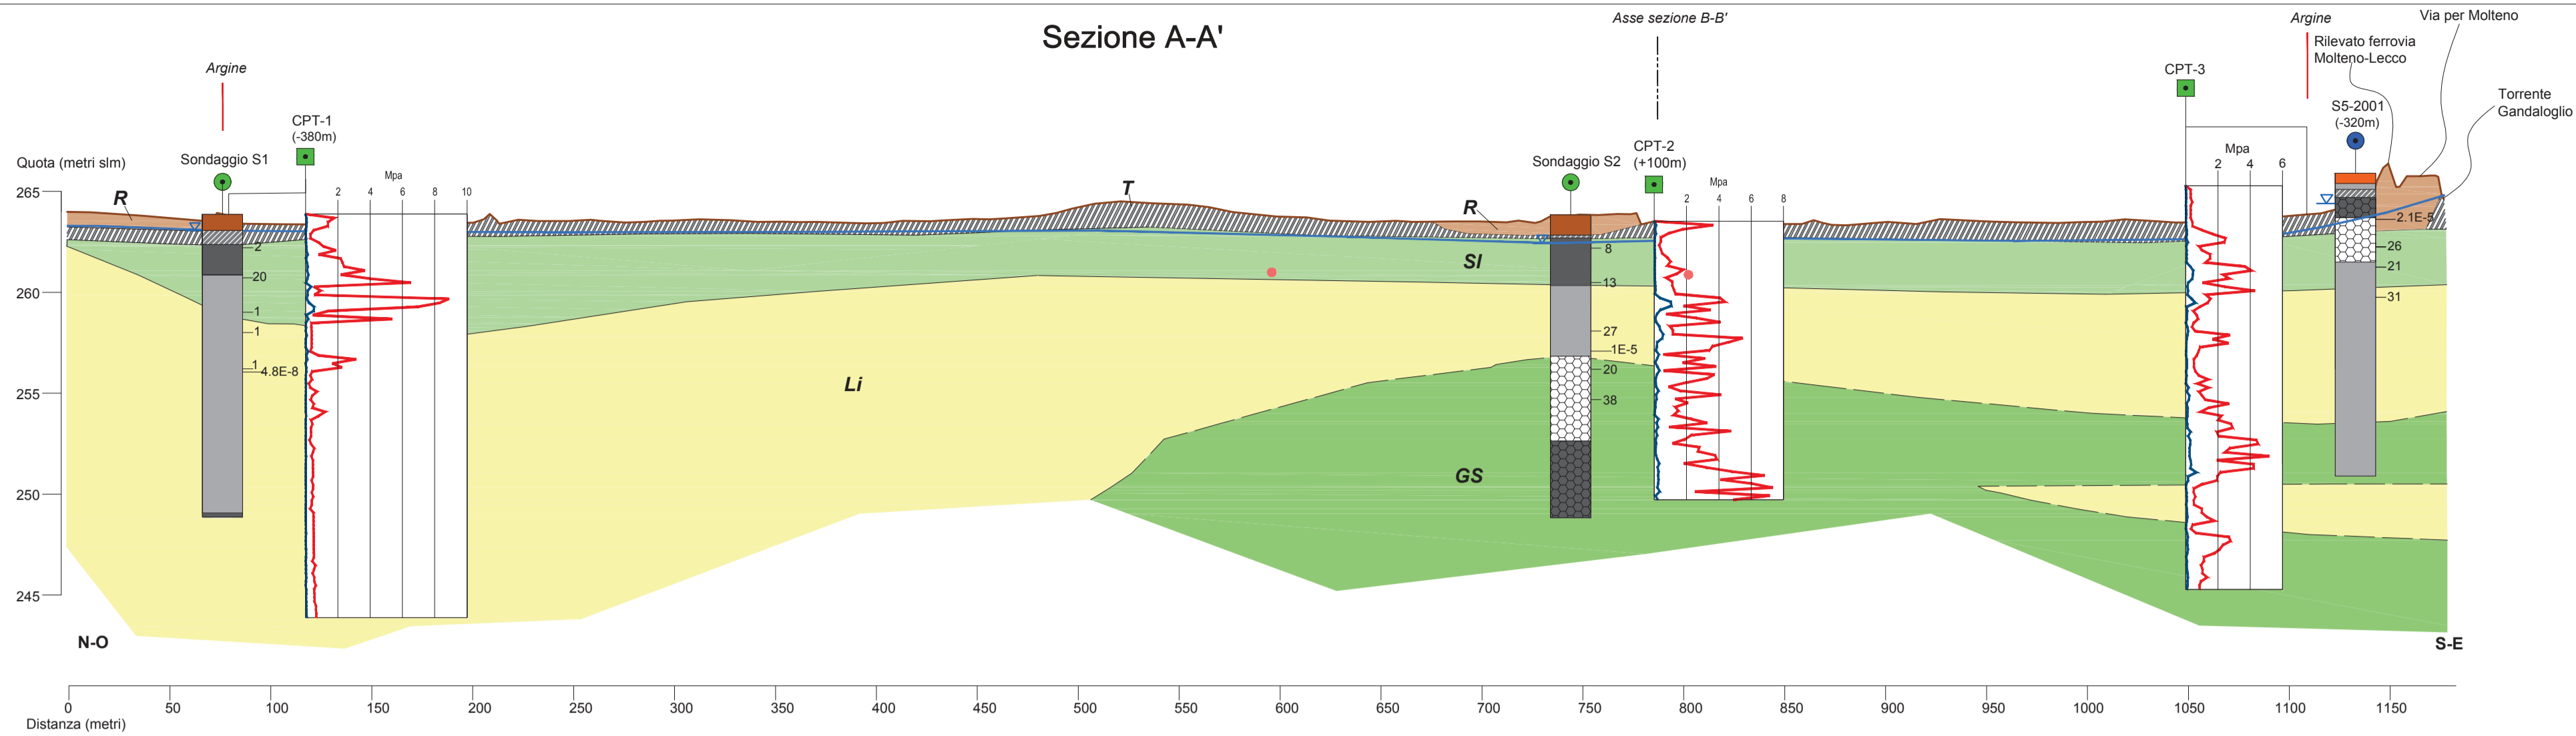 Sezione A-A'
Asse sezione B-B'
Argine
Via per Molteno
Rilevato ferrovia
Molteno-Lecco
Argine
CPT-3
Torrente
Gandaloglio
S5-2001
(-320m)
CPT-1
(-380m)
Sondaggio S1
Quota (metri slm)
Sondaggio S2
CPT-2
(+100m)
Mpa
2 4 6 8 10
Mpa
2 4 6 8
Mpa
2 4 6
R
T
R
SI
Li
GS
265
260
255
250
245
2
20
1
1
1
4.8E-8
8
13
27
1E-5
20
38
2.1E-5
26
21
31
N-O
S-E
0 50 100 150 200 250 300 350 400 450 500 550 600 650 700 750 800 850 900 950 1000 1050 1100 1150
Distanza (metri)